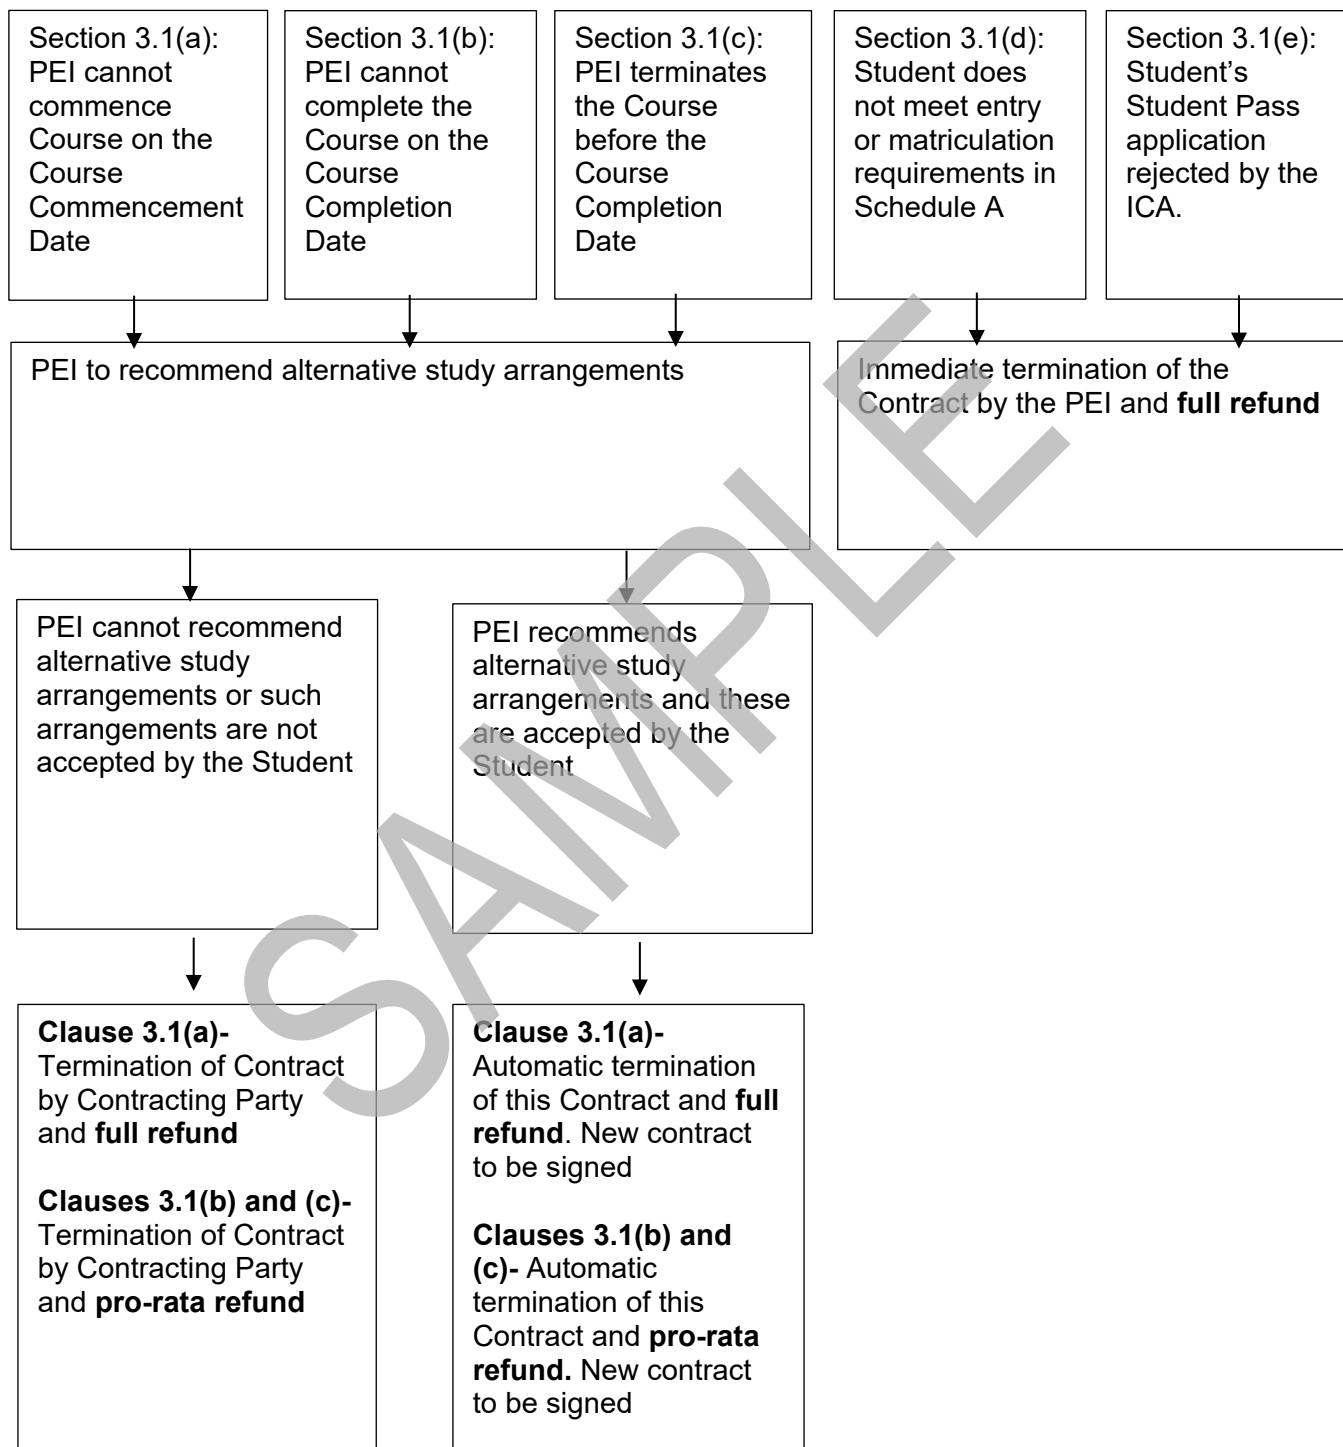 Section 3.1(a):
PEI cannot
commence
Course on the
Course
Commencement
Date
Section 3.1(b):
PEI cannot
complete the
Course on the
Course
Completion
Date
Section 3.1(c):
PEI terminates
the Course
before the
Course
Completion
Date
Section 3.1(d):
Student does
not meet entry
or matriculation
requirements in
Schedule A
Section 3.1(e):
Student’s
Student Pass
application
rejected by the
ICA.
PEI to recommend alternative study arrangements
Immediate termination of the
Contract by the PEI and full refund
PEI cannot recommend
alternative study
arrangements or such
arrangements are not
accepted by the Student
PEI recommends
alternative study
arrangements and these
are accepted by the
Student
Clause 3.1(a)-
Termination of Contract
by Contracting Party
and full refund
Clauses 3.1(b) and (c)-
Termination of Contract
by Contracting Party
and pro-rata refund
Clause 3.1(a)-
Automatic termination
of this Contract and full
refund. New contract
to be signed
Clauses 3.1(b) and
(c)- Automatic
termination of this
Contract and pro-rata
refund. New contract
to be signed
SAMPLE